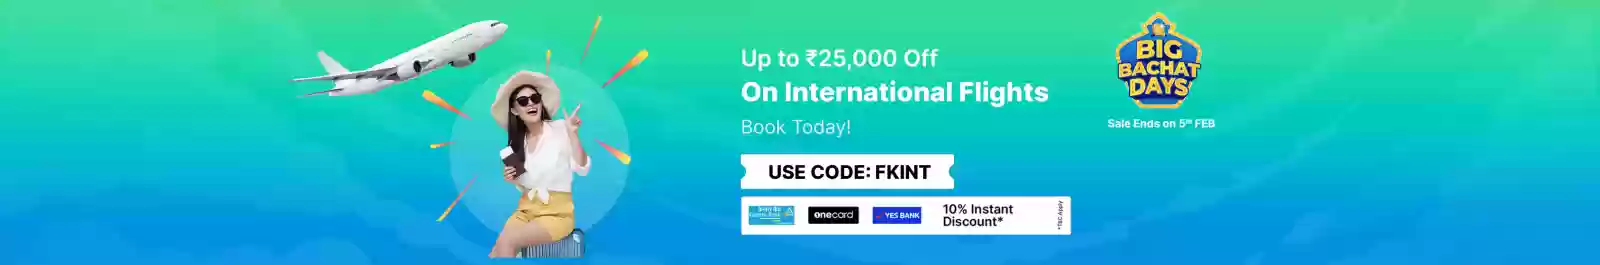 Up to ₹25,000 Off
On International Flights
Book Today!
USE CODE: FKINT
onecard
YES BANK
10% Instant
Discount*
*T&C Apply
BIG
BACHAT
DAYS
Sale Ends on 5ᵗʰ FEB